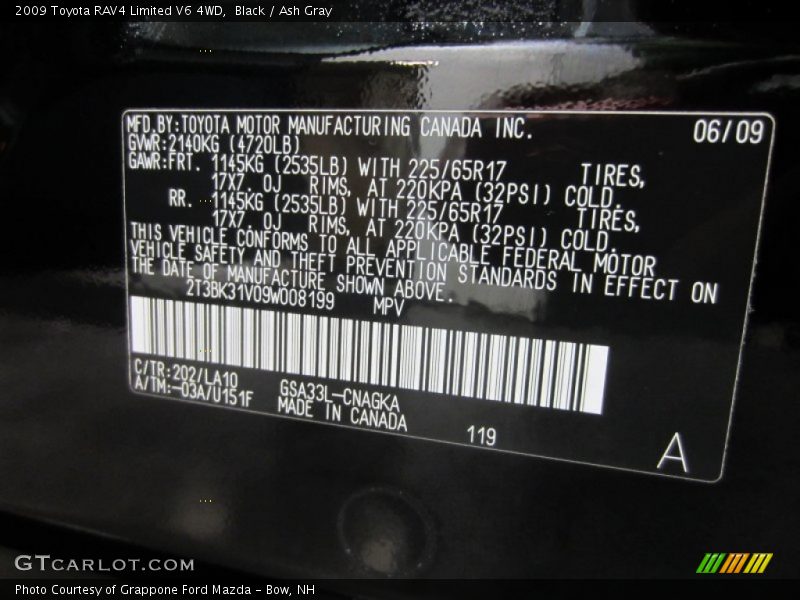 2009 Toyota RAV4 Limited V6 4WD, Black / Ash Gray
MFD.BY:TOYOTA MOTOR MANUFACTURING CANADA INC. 06/09
GVWR:2140KG (4720LB)
GAWR:FRT. 1145KG (2535LB) WITH 225/65R17 TIRES,
17X7. 0J RIMS, AT 220KPA (32PSI) COLD.
RR. 1145KG (2535LB) WITH 225/65R17 TIRES,
17X7. 0J RIMS, AT 220KPA (32PSI) COLD.
THIS VEHICLE CONFORMS TO ALL APPLICABLE FEDERAL MOTOR
VEHICLE SAFETY AND THEFT PREVENTION STANDARDS IN EFFECT ON
THE DATE OF MANUFACTURE SHOWN ABOVE.
2T3BK31V09W008199 MPV
C/TR:202/LA10 GSA33L-CNAGKA
A/TM:-03A/U151F MADE IN CANADA
119 A
GTCARLOT.COM
Photo Courtesy of Grappone Ford Mazda - Bow, NH